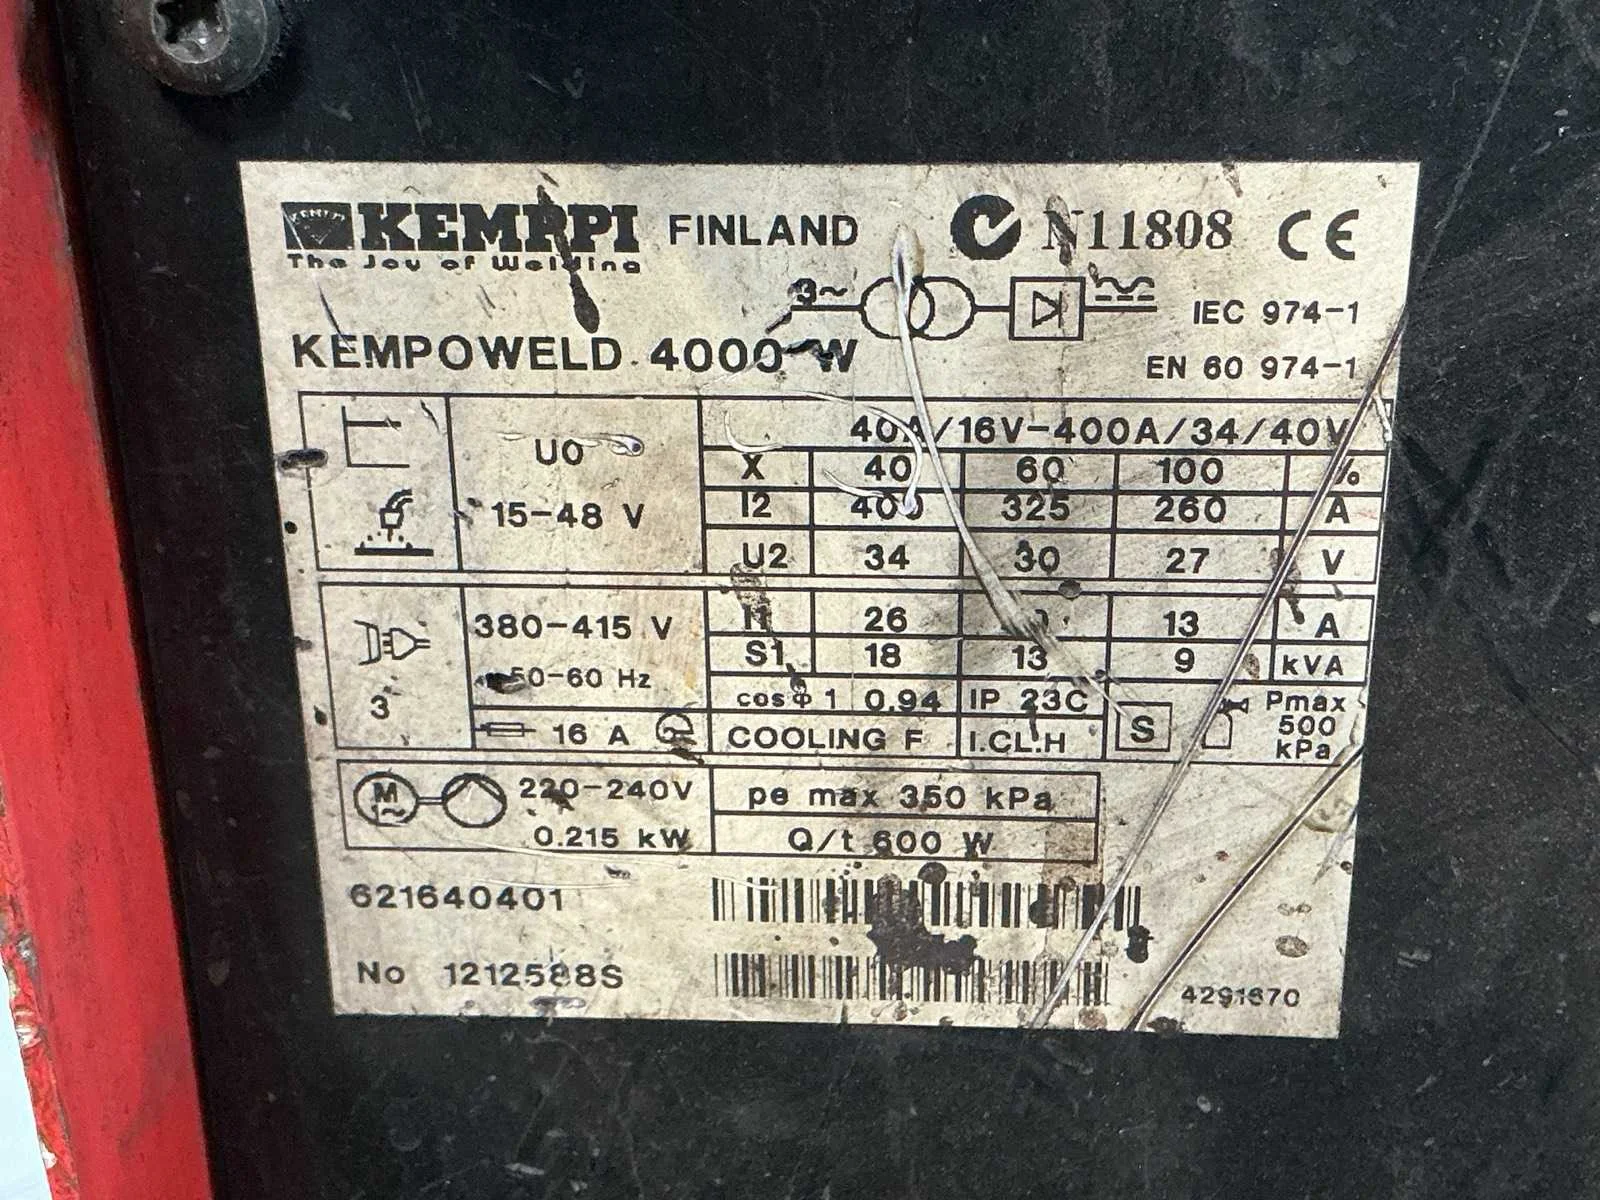 KEMPPI FINLAND N11808 CE
The Joy of Welding
3~
IEC 974-1
KEMPOWELD 4000 W
EN 60 974-1
40A/16V-400A/34/40V
U0
X 40 60 100 %
15-48 V
I2 400 325 260 A
U2 34 30 27 V
380-415 V
I1 26 13 A
S1 18 13 9 kVA
50-60 Hz
3
cosφ1 0.94 IP 23C
S
Pmax
500
kPa
16 A
COOLING F I.CL.H
M
1~
220-240V
pe max 350 kPa
0.215 kW
Q/t 600 W
621640401
No 1212588S
4291670